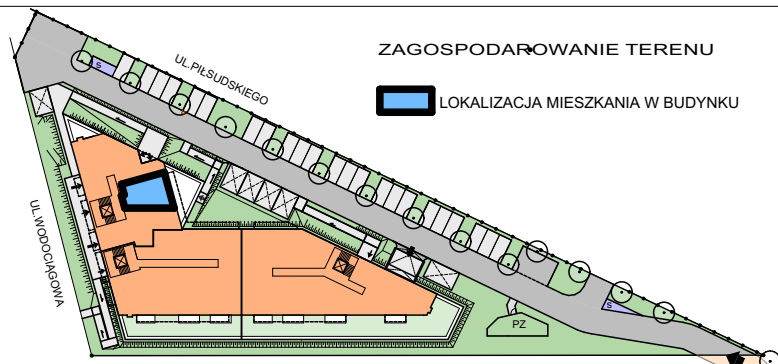 ZAGOSPODAROWANIE TERENU
UL.PIŁSUDSKIEGO
LOKALIZACJA MIESZKANIA W BUDYNKU
UL.WODOCIĄGOWA
Ś
Ś
PZ